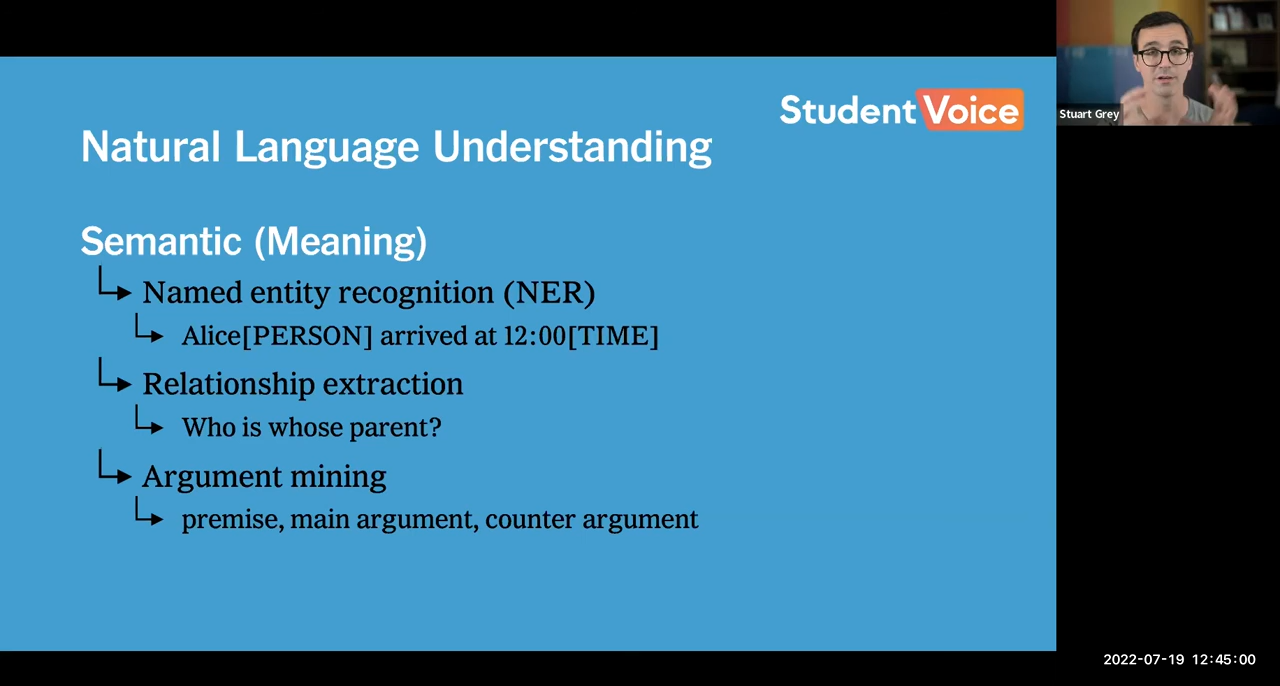 Student Voice
Stuart Grey
Natural Language Understanding
Semantic (Meaning)
Named entity recognition (NER)
Alice[PERSON] arrived at 12:00[TIME]
Relationship extraction
Who is whose parent?
Argument mining
premise, main argument, counter argument
2022-07-19 12:45:00